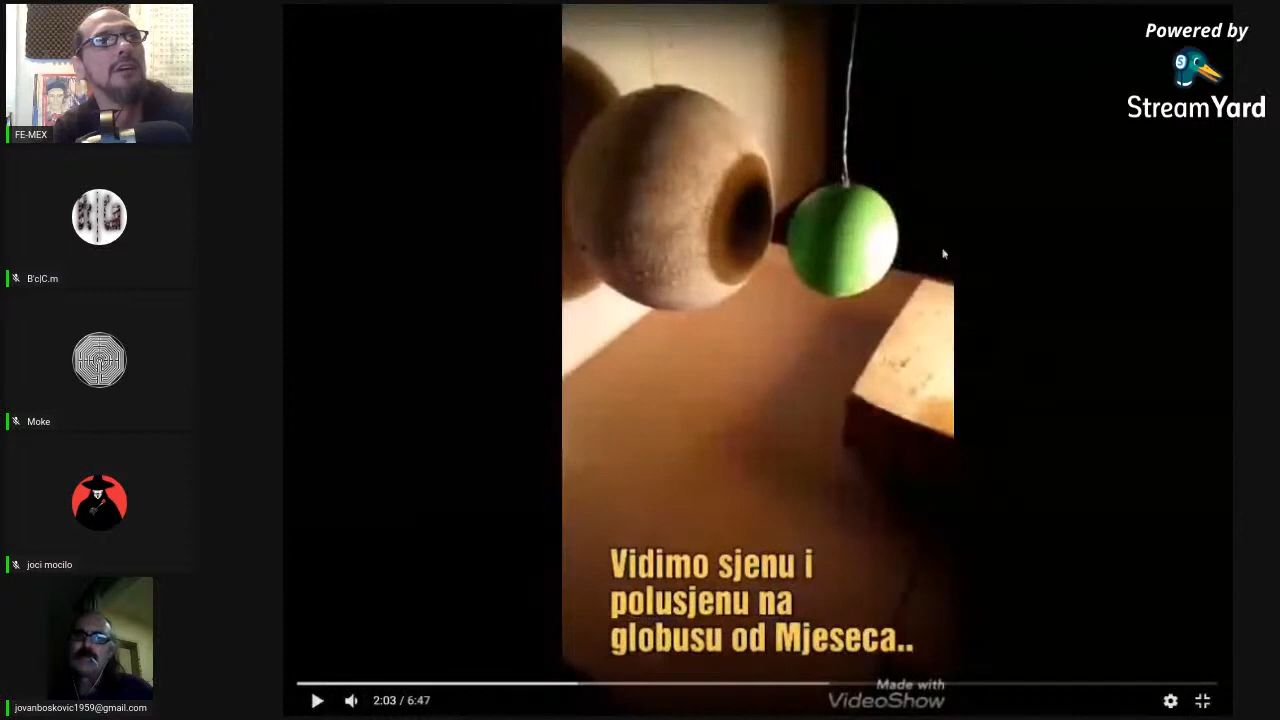 Powered by
StreamYard
FE-MEX
B'c|C.m
Moke
joci mocilo
jovanboskovic1959@gmail.com
Vidimo sjenu i
polusjenu na
globusu od Mjeseca..
Made with
VideoShow
2:03 / 6:47